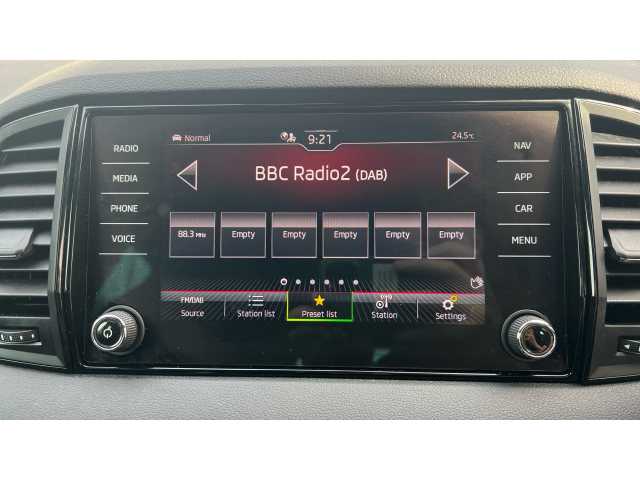 RADIO
MEDIA
PHONE
VOICE
Normal
9:21
24.5°C
BBC Radio2 (DAB)
88.3 MHz
Empty
Empty
Empty
Empty
Empty
FM/DAB
Source
Station list
Preset list
Station
Settings
NAV
APP
CAR
MENU